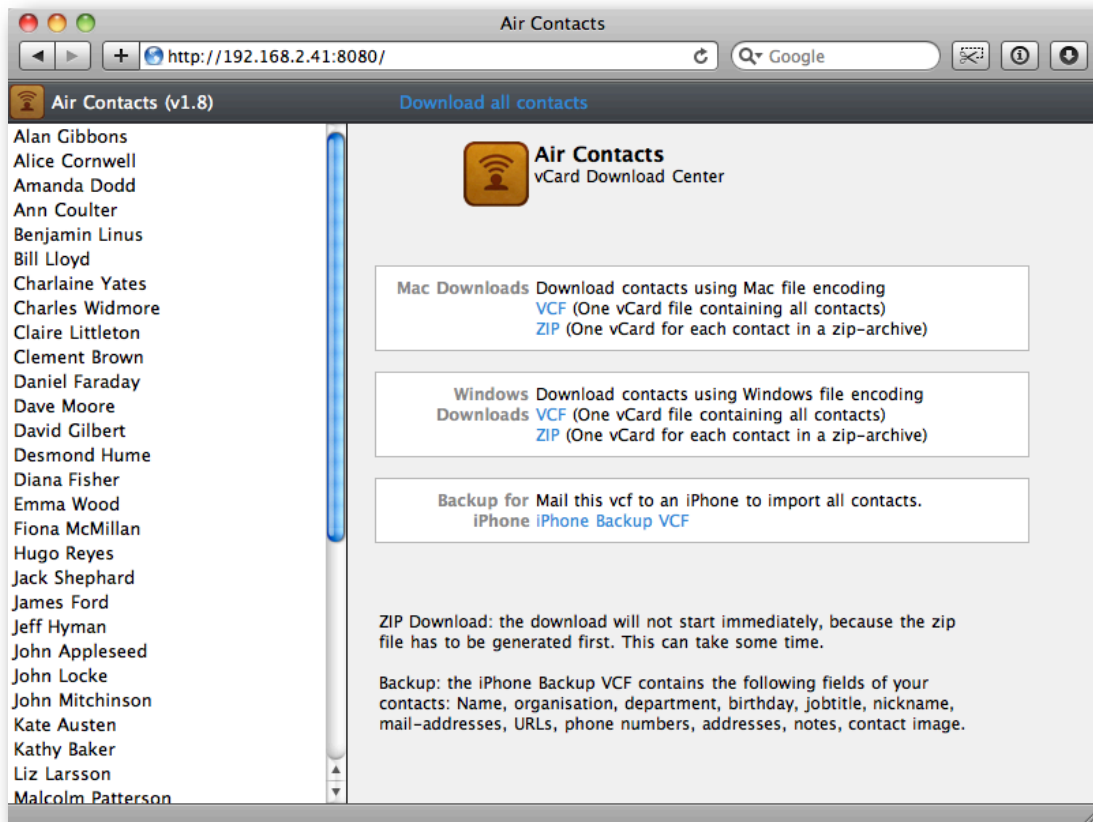 Air Contacts
http://192.168.2.41:8080/
Google
Air Contacts (v1.8)
Download all contacts
Alan Gibbons
Alice Cornwell
Amanda Dodd
Ann Coulter
Benjamin Linus
Bill Lloyd
Charlaine Yates
Charles Widmore
Claire Littleton
Clement Brown
Daniel Faraday
Dave Moore
David Gilbert
Desmond Hume
Diana Fisher
Emma Wood
Fiona McMillan
Hugo Reyes
Jack Shephard
James Ford
Jeff Hyman
John Appleseed
John Locke
John Mitchinson
Kate Austen
Kathy Baker
Liz Larsson
Malcolm Patterson
Air Contacts
vCard Download Center
Mac Downloads Download contacts using Mac file encoding
VCF (One vCard file containing all contacts)
ZIP (One vCard for each contact in a zip-archive)
Windows Download contacts using Windows file encoding
Downloads VCF (One vCard file containing all contacts)
ZIP (One vCard for each contact in a zip-archive)
Backup for Mail this vcf to an iPhone to import all contacts.
iPhone iPhone Backup VCF
ZIP Download: the download will not start immediately, because the zip
file has to be generated first. This can take some time.
Backup: the iPhone Backup VCF contains the following fields of your
contacts: Name, organisation, department, birthday, jobtitle, nickname,
mail-addresses, URLs, phone numbers, addresses, notes, contact image.